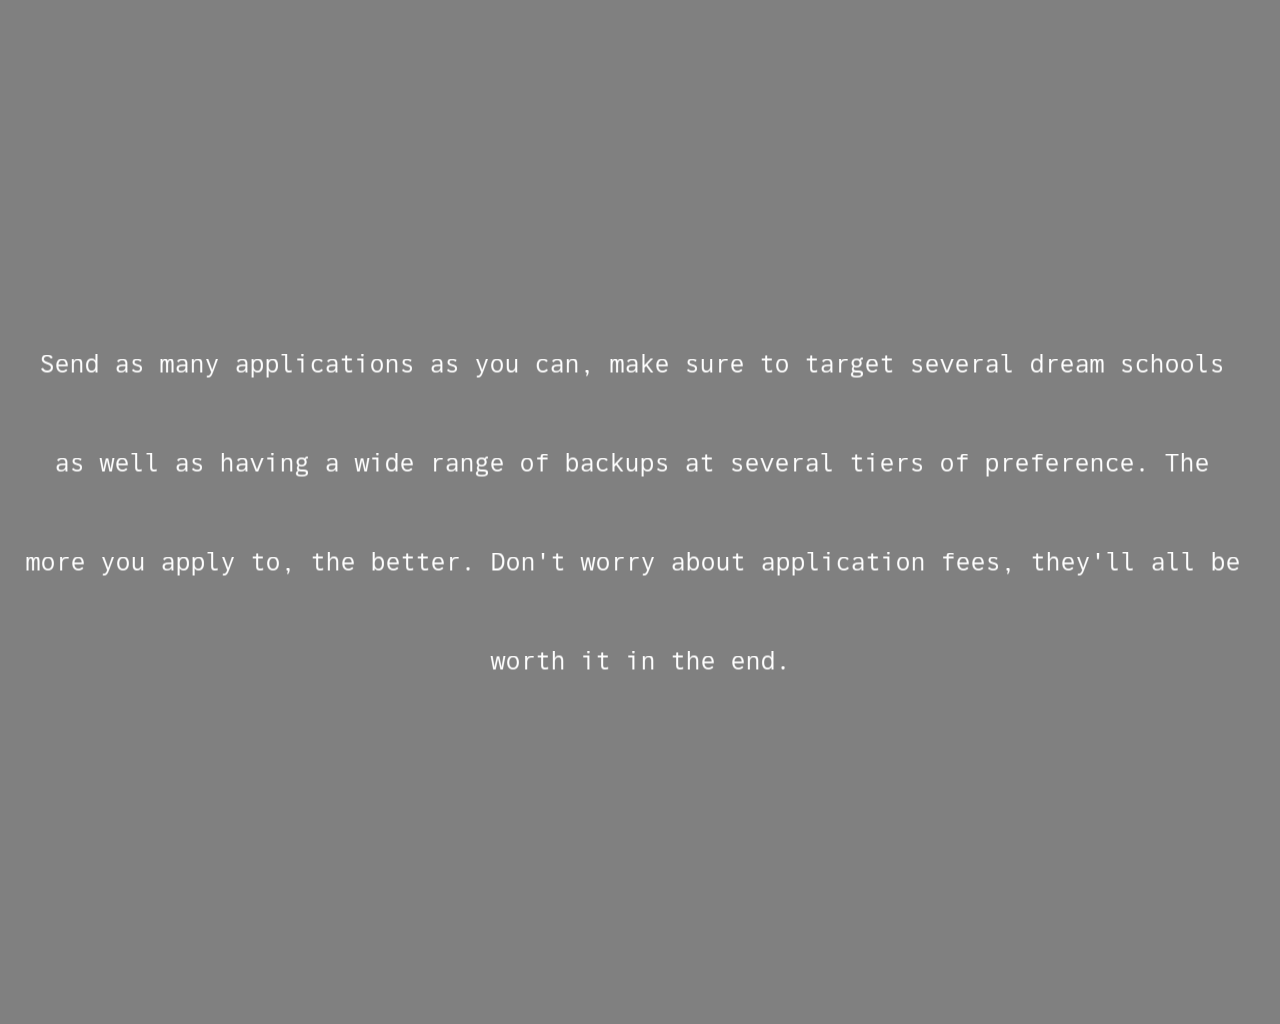 Send as many applications as you can, make sure to target several dream schools
as well as having a wide range of backups at several tiers of preference. The
more you apply to, the better. Don't worry about application fees, they'll all be
worth it in the end.